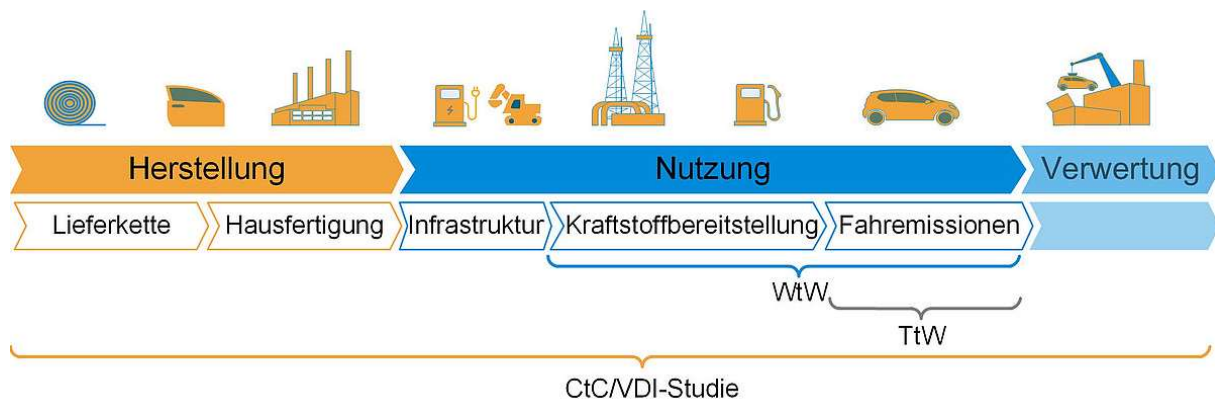 Herstellung Nutzung Verwertung
Lieferkette Hausfertigung Infrastruktur Kraftstoffbereitstellung Fahremissionen
WtW
TtW
CtC/VDI-Studie